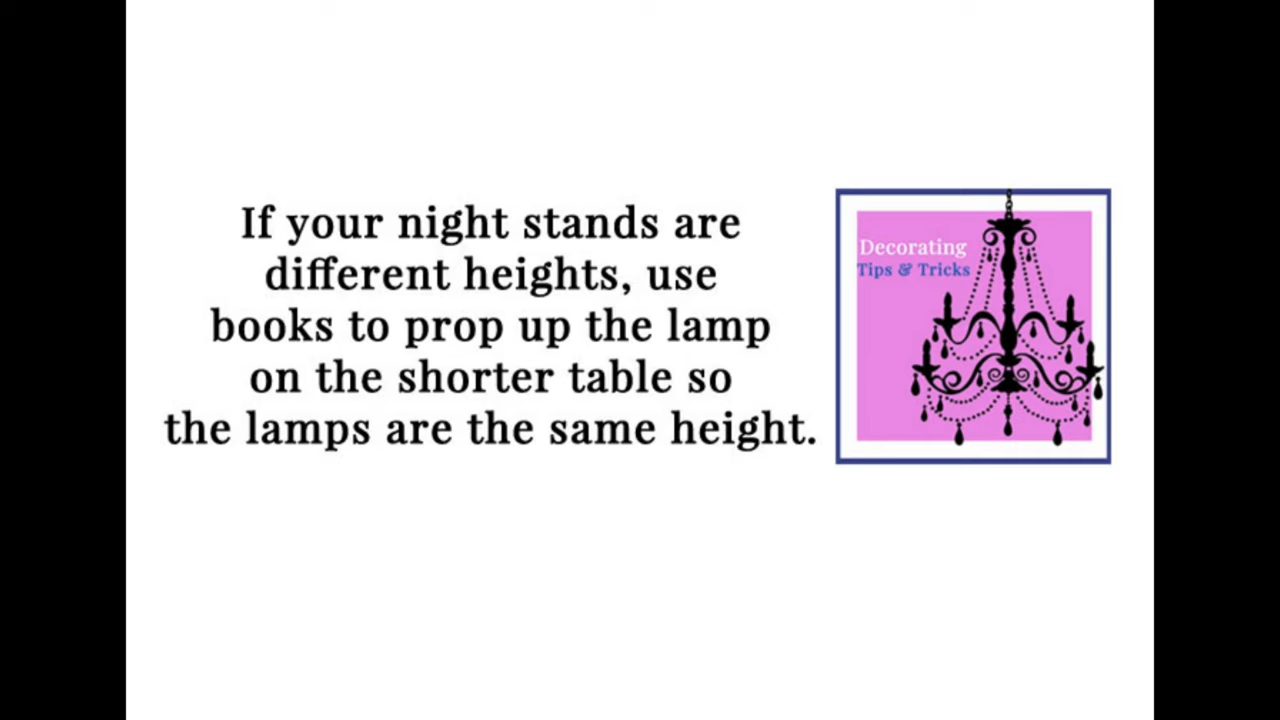 If your night stands are
different heights, use
books to prop up the lamp
on the shorter table so
the lamps are the same height.
Decorating
Tips & Tricks